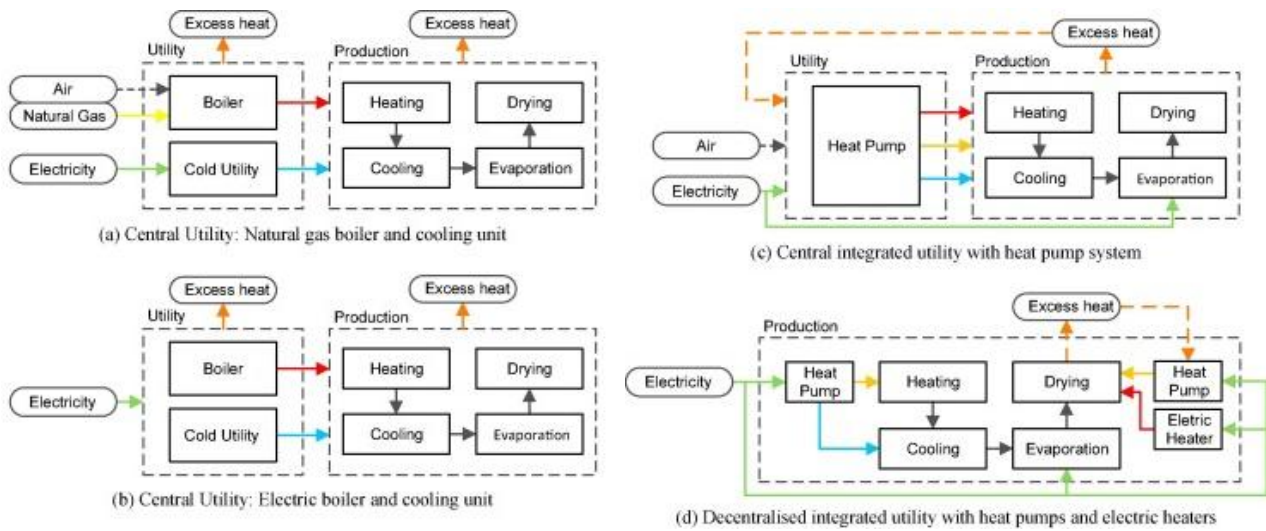 Excess heat
Excess heat
Utility
Production
Air
Natural Gas
Boiler
Heating
Drying
Electricity
Cold Utility
Cooling
Evaporation
(a) Central Utility: Natural gas boiler and cooling unit
Excess heat
Utility
Production
Heating
Drying
Air
Heat Pump
Electricity
Cooling
Evaporation
(c) Central integrated utility with heat pump system
Excess heat
Excess heat
Utility
Production
Boiler
Heating
Drying
Electricity
Cold Utility
Cooling
Evaporation
(b) Central Utility: Electric boiler and cooling unit
Excess heat
Production
Electricity
Heat
Pump
Heating
Drying
Heat
Pump
Eletric
Heater
Cooling
Evaporation
(d) Decentralised integrated utility with heat pumps and electric heaters